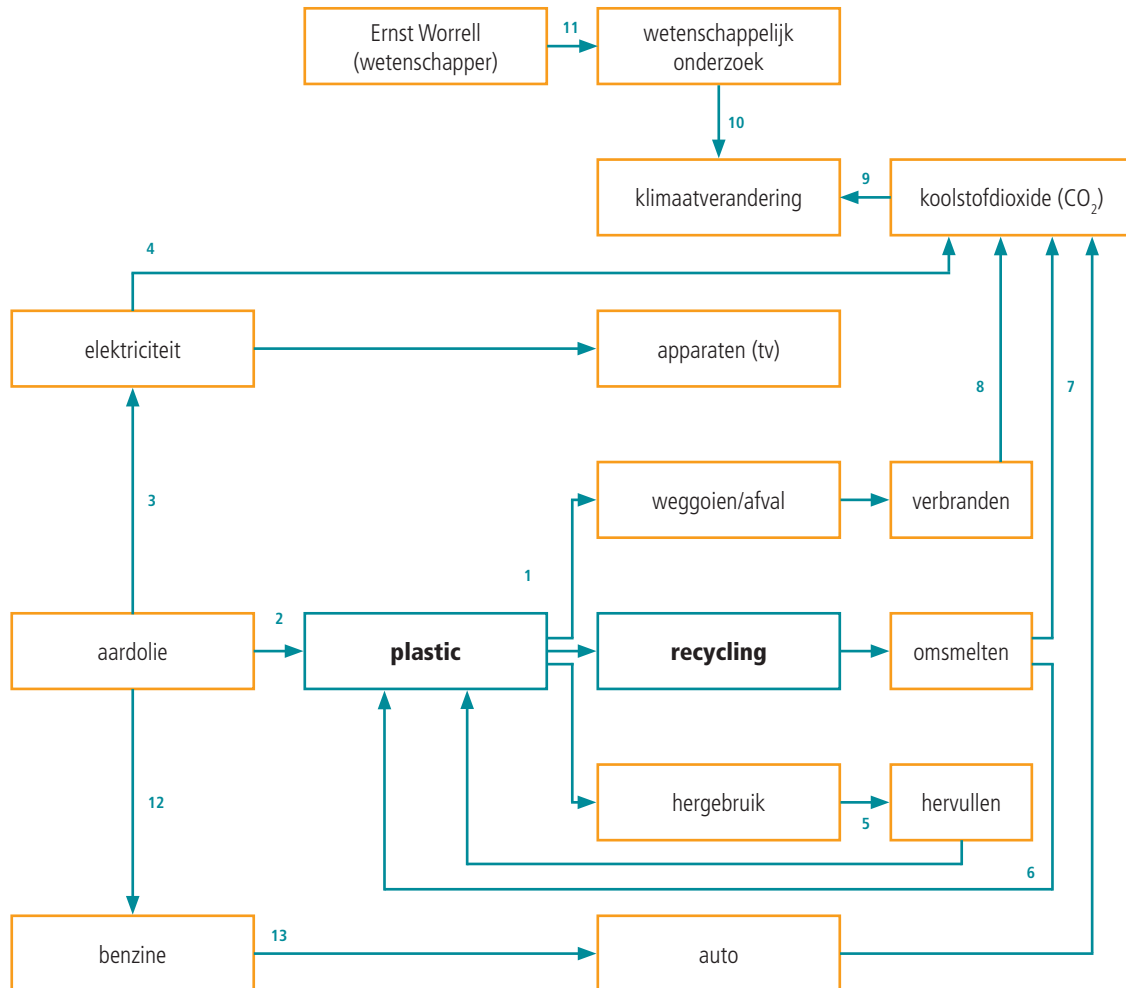 Ernst Worrell
(wetenschapper)
11
wetenschappelijk
onderzoek
10
klimaatverandering
9
koolstofdioxide (CO₂)
4
elektriciteit
apparaten (tv)
8
7
3
weggoien/afval
verbranden
1
2
aardolie
plastic
recycling
omsmelten
12
hergebruik
5
hervullen
6
benzine
13
auto